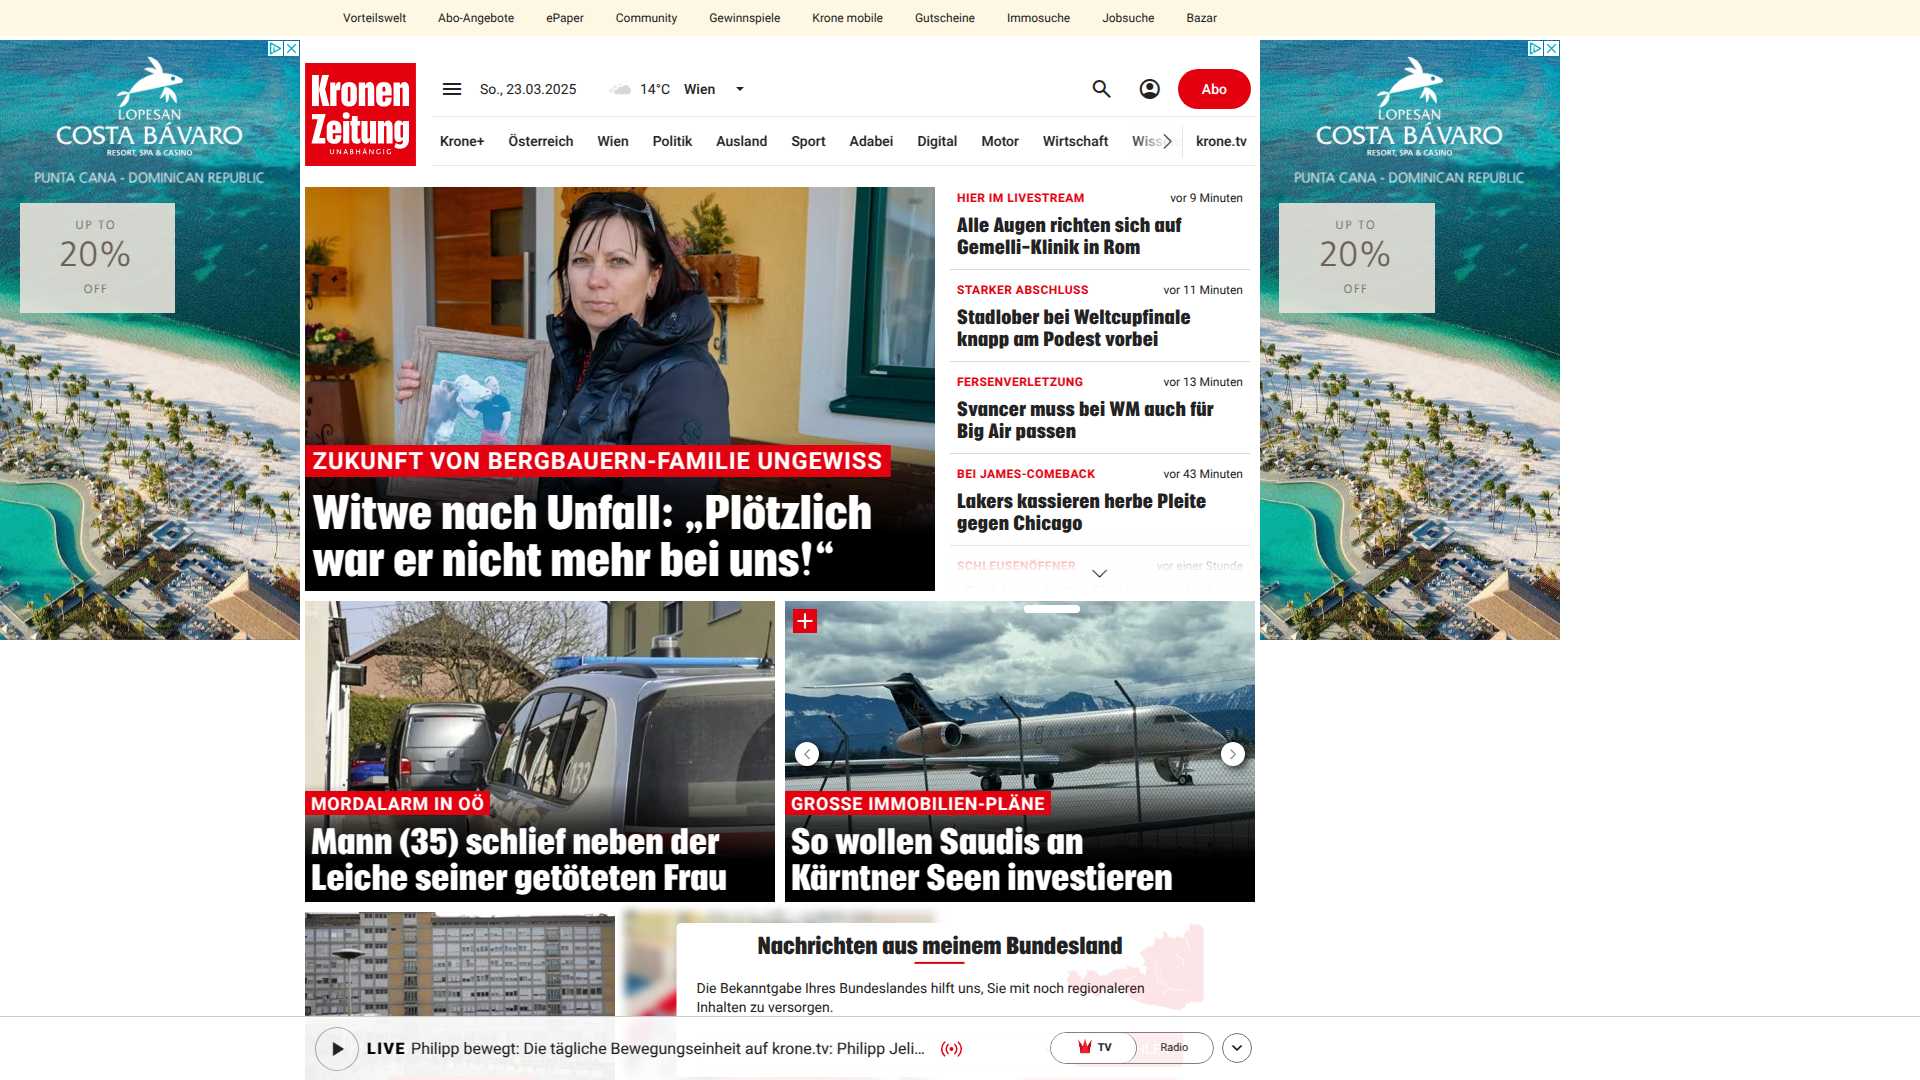 Vorteilswelt Abo-Angebote ePaper Community Gewinnspiele Krone mobile Gutscheine Immosuche Jobsuche Bazar
LOPESAN
COSTA BÁVARO
RESORT, SPA & CASINO
PUNTA CANA - DOMINICAN REPUBLIC
UP TO
20%
OFF
Kronen
Zeitung
UNABHÄNGIG
So., 23.03.2025 14°C Wien
Abo
Krone+ Österreich Wien Politik Ausland Sport Adabei Digital Motor Wirtschaft Wiss krone.tv
ZUKUNFT VON BERGBAUERN-FAMILIE UNGEWISS
Witwe nach Unfall: „Plötzlich
war er nicht mehr bei uns!“
HIER IM LIVESTREAM vor 9 Minuten
Alle Augen richten sich auf
Gemelli-Klinik in Rom
STARKER ABSCHLUSS vor 11 Minuten
Stadlober bei Weltcupfinale
knapp am Podest vorbei
FERSENVERLETZUNG vor 13 Minuten
Svancer muss bei WM auch für
Big Air passen
BEI JAMES-COMEBACK vor 43 Minuten
Lakers kassieren herbe Pleite
gegen Chicago
SCHLEUSENÖFFNER vor einer Stunde
LOPESAN
COSTA BÁVARO
RESORT, SPA & CASINO
PUNTA CANA - DOMINICAN REPUBLIC
UP TO
20%
OFF
133
MORDALARM IN OÖ
Mann (35) schlief neben der
Leiche seiner getöteten Frau
GROSSE IMMOBILIEN-PLÄNE
So wollen Saudis an
Kärntner Seen investieren
Nachrichten aus meinem Bundesland
Die Bekanntgabe Ihres Bundeslandes hilft uns, Sie mit noch regionaleren
Inhalten zu versorgen.
LIVE Philipp bewegt: Die tägliche Bewegungseinheit auf krone.tv: Philipp Jeli...
TV Radio